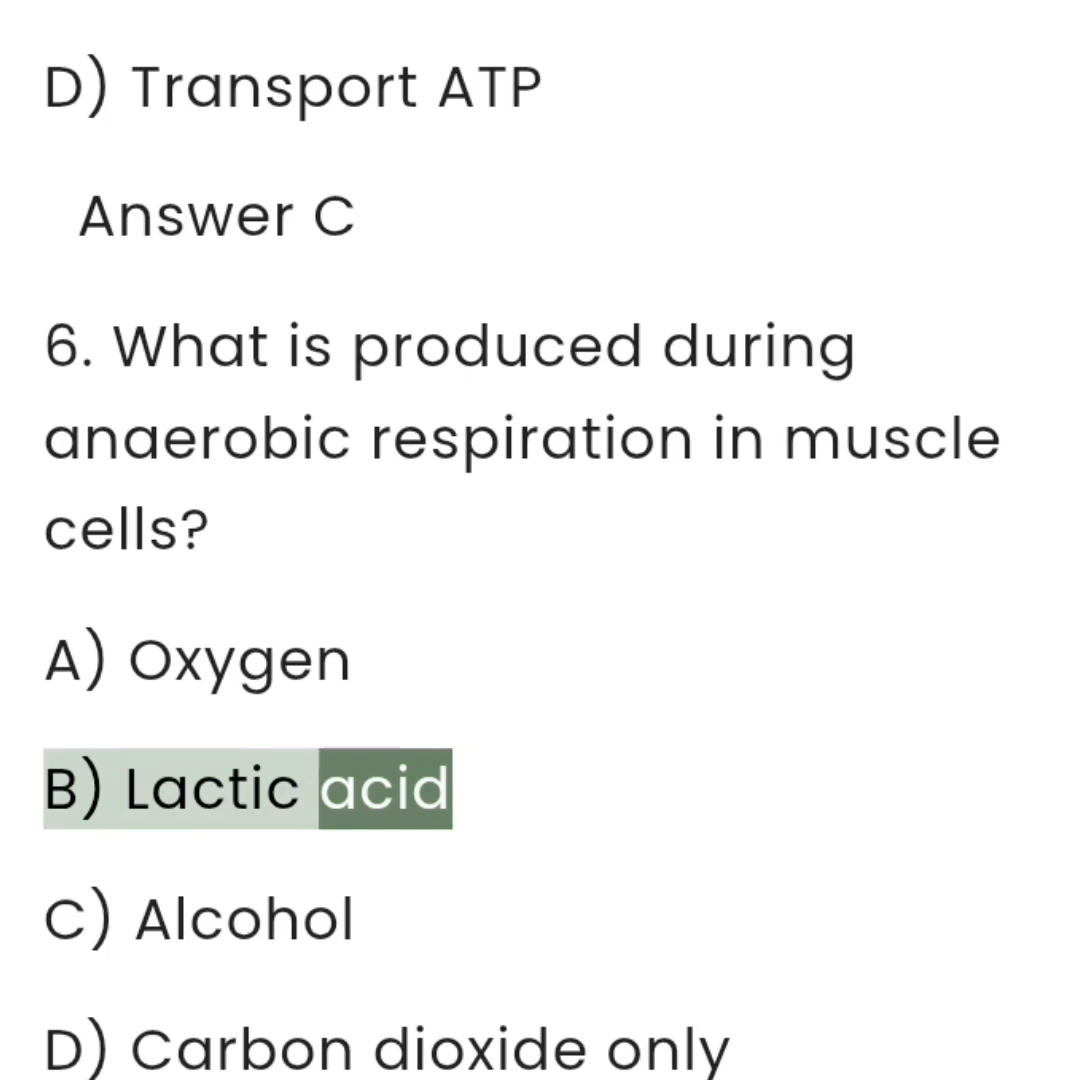 D) Transport ATP
Answer C
6. What is produced during
anaerobic respiration in muscle
cells?
A) Oxygen
B) Lactic acid
C) Alcohol
D) Carbon dioxide only